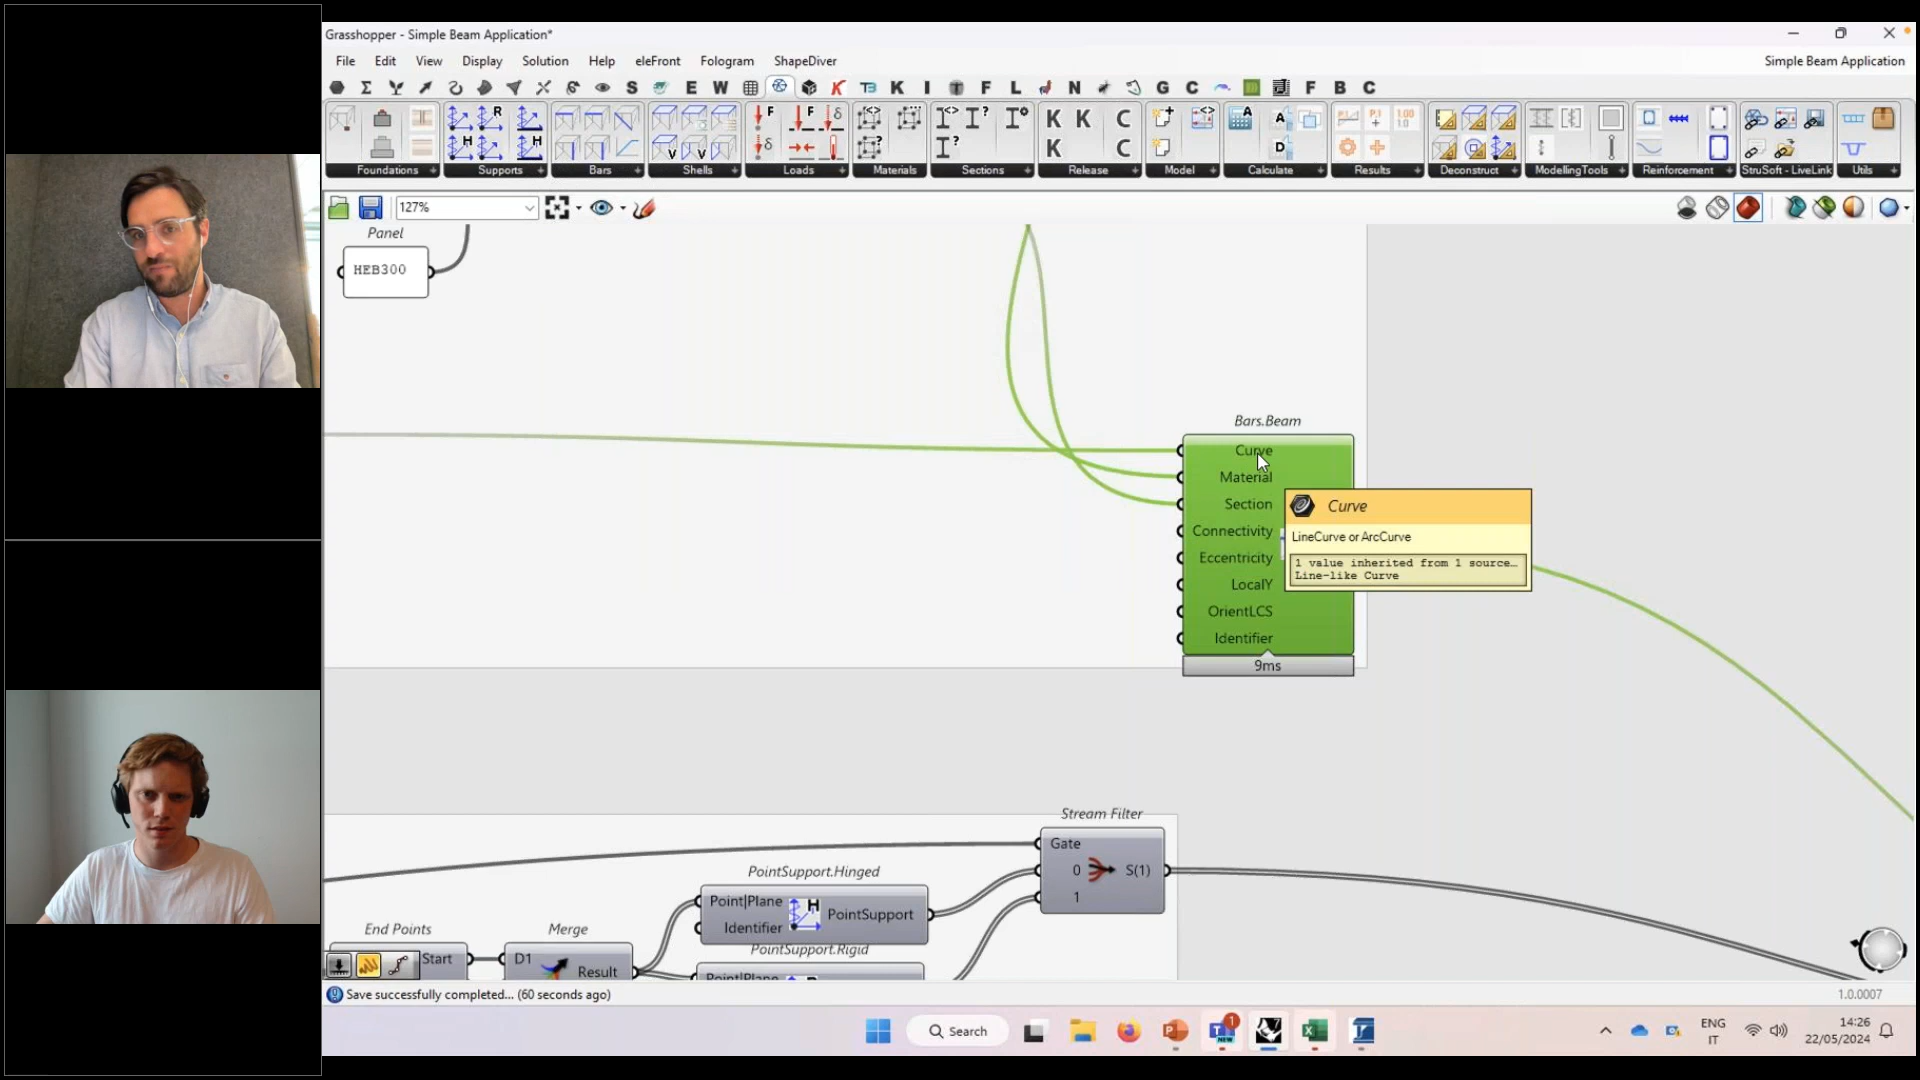 Grasshopper - Simple Beam Application*
File Edit View Display Solution Help eleFront Fologram ShapeDiver
Simple Beam Application
Foundations Supports Bars Shells Loads Materials Sections Release Model Calculate Results Deconstruct ModellingTools Reinforcement StruSoft - LiveLink Utils
127%
Panel
HEB300
Bars.Beam
Curve
Material
Section
Connectivity
Eccentricity
LocalY
OrientLCS
Identifier
9ms
Curve
LineCurve or ArcCurve
1 value inherited from 1 source…
Line-like Curve
Stream Filter
Gate
0
S(1)
1
PointSupport.Hinged
Point|Plane
PointSupport
Identifier
PointSupport.Rigid
Point|Plane
End Points
Start
Merge
D1
Result
Save successfully completed... (60 seconds ago)
1.0.0007
Search
ENG
IT
14:26
22/05/2024